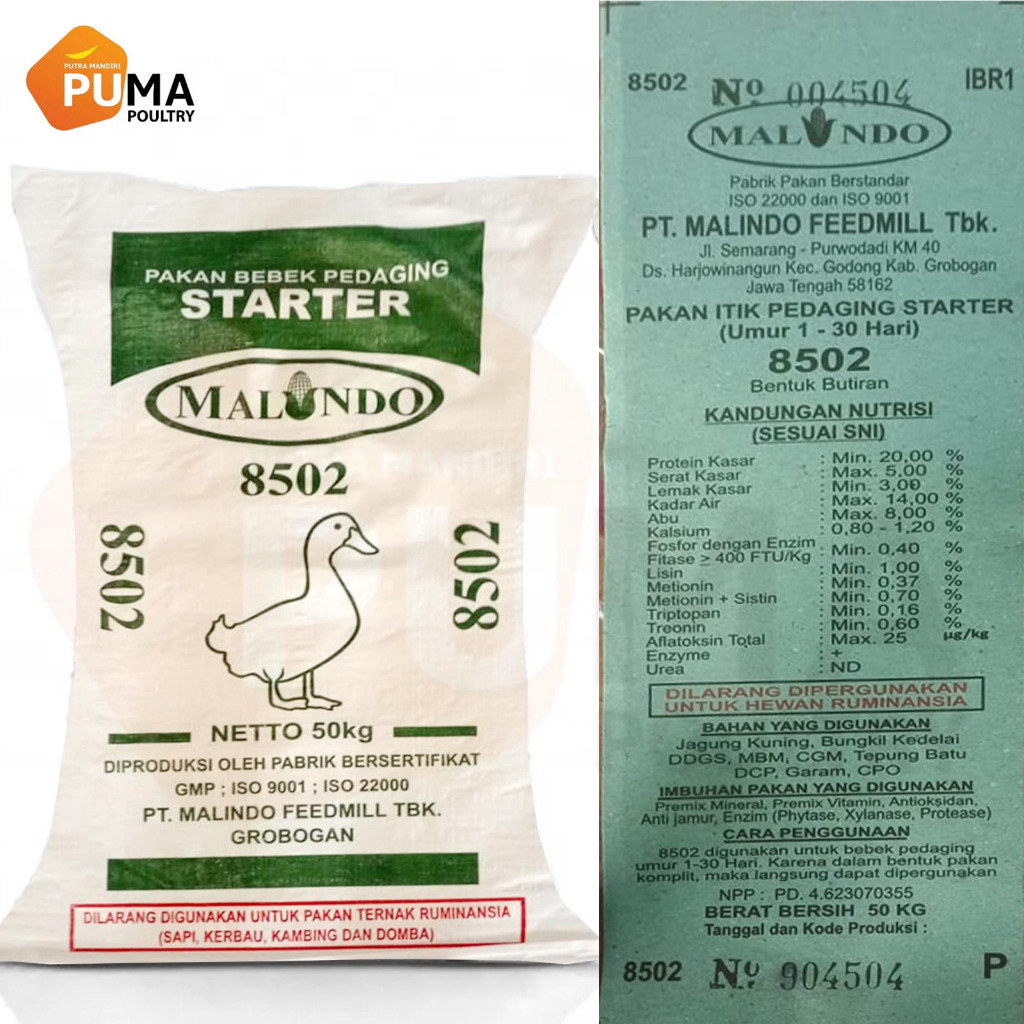 PUTRA MANDIRI
PUMA
POULTRY
PAKAN BEBEK PEDAGING
STARTER
MALINDO
8502
8502
8502
NETTO 50kg
DIPRODUKSI OLEH PABRIK BERSERTIFIKAT
GMP ; ISO 9001 ; ISO 22000
PT. MALINDO FEEDMILL TBK.
GROBOGAN
DILARANG DIGUNAKAN UNTUK PAKAN TERNAK RUMINANSIA
(SAPI, KERBAU, KAMBING DAN DOMBA)
8502 No 004504 IBR1
MALINDO
Pabrik Pakan Berstandar
ISO 22000 dan ISO 9001
PT. MALINDO FEEDMILL Tbk.
Jl. Semarang - Purwodadi KM 40
Ds. Harjowinangun Kec. Godong Kab. Grobogan
Jawa Tengah 58162
PAKAN ITIK PEDAGING STARTER
(Umur 1 - 30 Hari)
8502
Bentuk Butiran
KANDUNGAN NUTRISI
(SESUAI SNI)
Protein Kasar : Min. 20,00 %
Serat Kasar : Max. 5,00 %
Lemak Kasar : Min. 3,00 %
Kadar Air : Max. 14,00 %
Abu : Max. 8,00 %
Kalsium : 0,80 - 1,20 %
Fosfor dengan Enzim
Fitase ≥ 400 FTU/Kg : Min. 0,40 %
Lisin : Min. 1,00 %
Metionin : Min. 0,37 %
Metionin + Sistin : Min. 0,70 %
Triptopan : Min. 0,16 %
Treonin : Min. 0,60 %
Aflatoksin Total : Max. 25 µg/kg
Enzyme : +
Urea : ND
DILARANG DIPERGUNAKAN
UNTUK HEWAN RUMINANSIA
BAHAN YANG DIGUNAKAN
Jagung Kuning, Bungkil Kedelai
DDGS, MBM, CGM, Tepung Batu
DCP, Garam, CPO
IMBUHAN PAKAN YANG DIGUNAKAN
Premix Mineral, Premix Vitamin, Antioksidan,
Anti jamur, Enzim (Phytase, Xylanase, Protease)
CARA PENGGUNAAN
8502 digunakan untuk bebek pedaging
umur 1-30 Hari. Karena dalam bentuk pakan
komplit, maka langsung dapat dipergunakan
NPP : PD. 4.623070355
BERAT BERSIH 50 KG
Tanggal dan Kode Produksi :
8502 No 904504 P